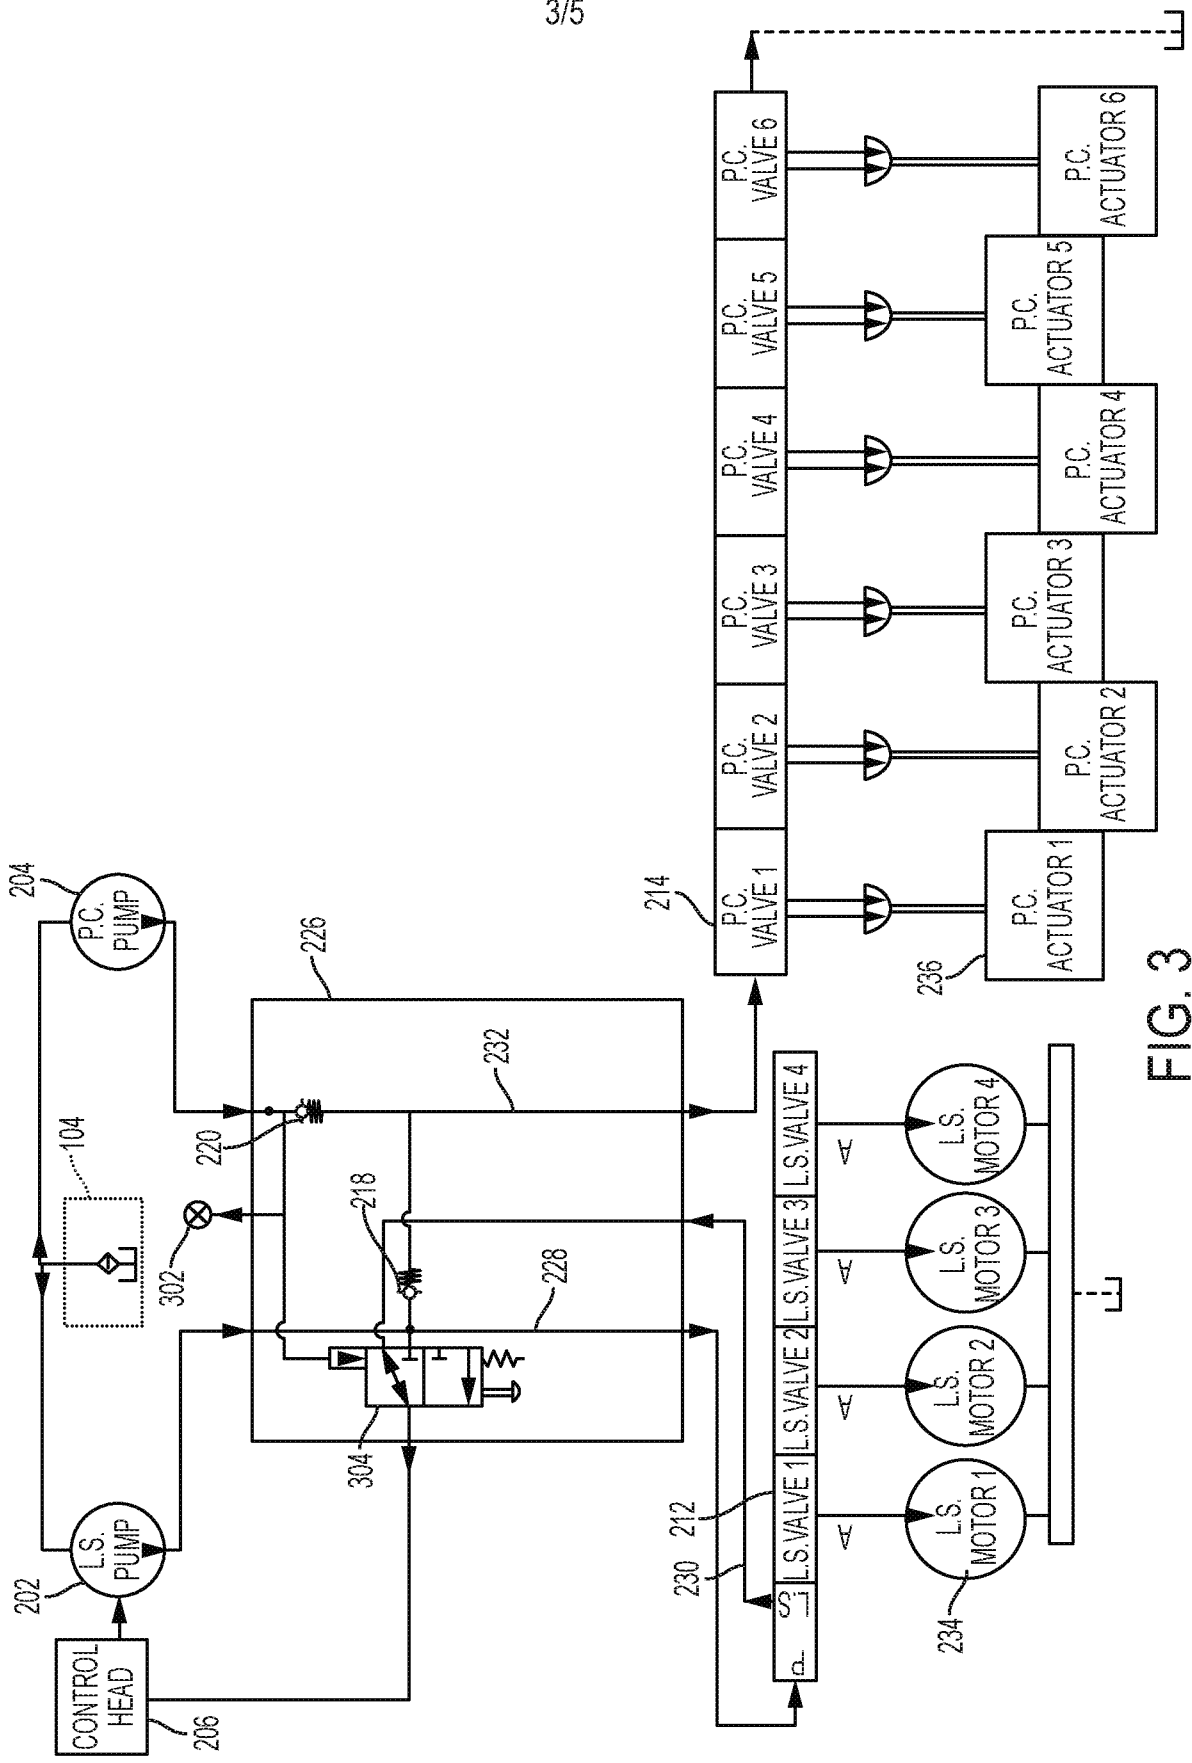 3/5
CONTROL
HEAD
206
202
L.S.
PUMP
104
204
P.C.
PUMP
302
226
220
218
232
228
304
230
212
214
P
LS
L.S.VALVE 1
L.S.VALVE 2
L.S.VALVE 3
L.S.VALVE 4
A
A
A
A
234
L.S.
MOTOR 1
L.S.
MOTOR 2
L.S.
MOTOR 3
L.S.
MOTOR 4
P.C.
VALVE 1
P.C.
VALVE 2
P.C.
VALVE 3
P.C.
VALVE 4
P.C.
VALVE 5
P.C.
VALVE 6
236
P.C.
ACTUATOR 1
P.C.
ACTUATOR 2
P.C.
ACTUATOR 3
P.C.
ACTUATOR 4
P.C.
ACTUATOR 5
P.C.
ACTUATOR 6
FIG. 3